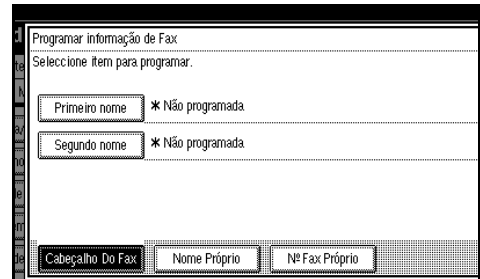 Programar informação de Fax
Seleccione item para programar.
Primeiro nome * Não programada
Segundo nome * Não programada
Cabeçalho Do Fax Nome Próprio Nº Fax Próprio